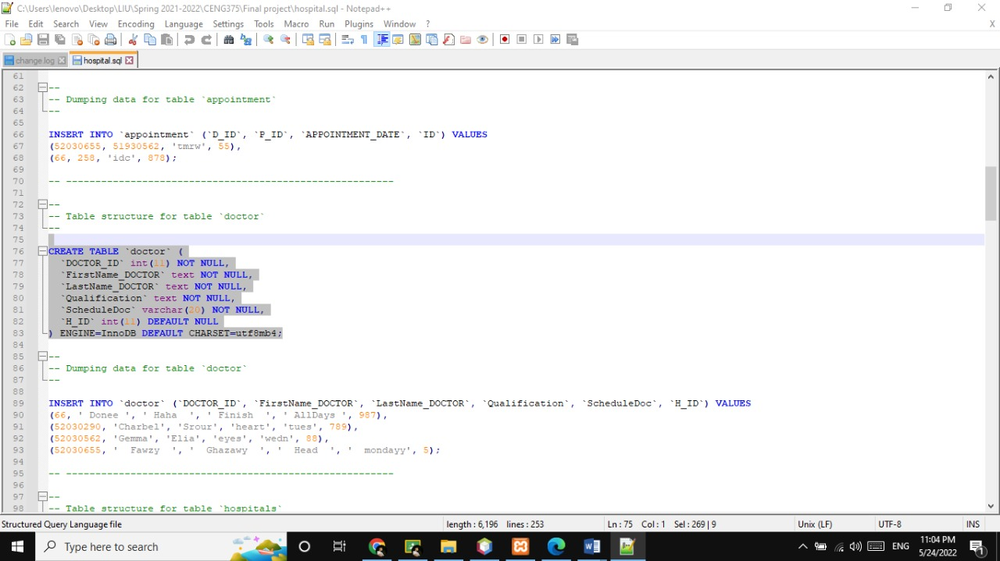 C:\Users\lenovo\Desktop\LIU\Spring 2021-2022\CENG375\Final project\hospital.sql - Notepad++
File Edit Search View Encoding Language Settings Tools Macro Run Plugins Window ? X
change.log hospital.sql
61
62 --
63 -- Dumping data for table `appointment`
64 --
65
66 INSERT INTO `appointment` (`D_ID`, `P_ID`, `APPOINTMENT_DATE`, `ID`) VALUES
67 (52030655, 51930562, 'tmrw', 55),
68 (66, 258, 'idc', 878);
69
70 -- --------------------------------------------------------
71
72 --
73 -- Table structure for table `doctor`
74 --
75
76 CREATE TABLE `doctor` (
77 `DOCTOR_ID` int(11) NOT NULL,
78 `FirstName_DOCTOR` text NOT NULL,
79 `LastName_DOCTOR` text NOT NULL,
80 `Qualification` text NOT NULL,
81 `ScheduleDoc` varchar(20) NOT NULL,
82 `H_ID` int(11) DEFAULT NULL
83 ) ENGINE=InnoDB DEFAULT CHARSET=utf8mb4;
84
85 --
86 -- Dumping data for table `doctor`
87 --
88
89 INSERT INTO `doctor` (`DOCTOR_ID`, `FirstName_DOCTOR`, `LastName_DOCTOR`, `Qualification`, `ScheduleDoc`, `H_ID`) VALUES
90 (66, ' Donee ', ' Haha  ', ' Finish  ', ' AllDays ', 987),
91 (52030290, 'Charbel', 'Srour', 'heart', 'tues', 789),
92 (52030562, 'Gemma', 'Elia', 'eyes', 'wedn', 88),
93 (52030655, '  Fawzy  ', '  Ghazawy  ', '  Head  ', '  mondayy', 5);
94
95 -- --------------------------------------------------------
96
97 --
98 -- Table structure for table `hospitals`
Structured Query Language file length : 6,196 lines : 253 Ln : 75 Col : 1 Sel : 269 | 9 Unix (LF) UTF-8 INS
Type here to search ENG 11:04 PM
5/24/2022 1